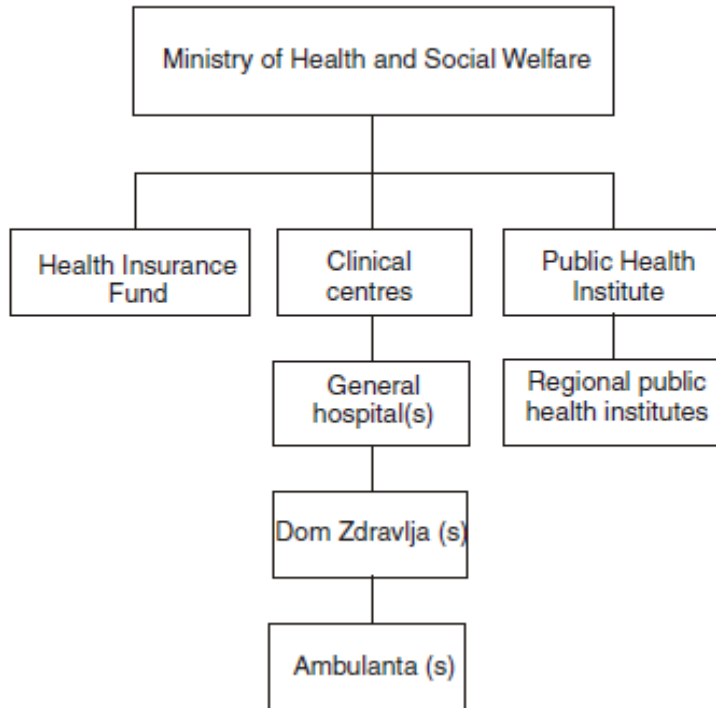 Ministry of Health and Social Welfare
Health Insurance
Fund
Clinical
centres
Public Health
Institute
General
hospital(s)
Regional public
health institutes
Dom Zdravlja (s)
Ambulanta (s)